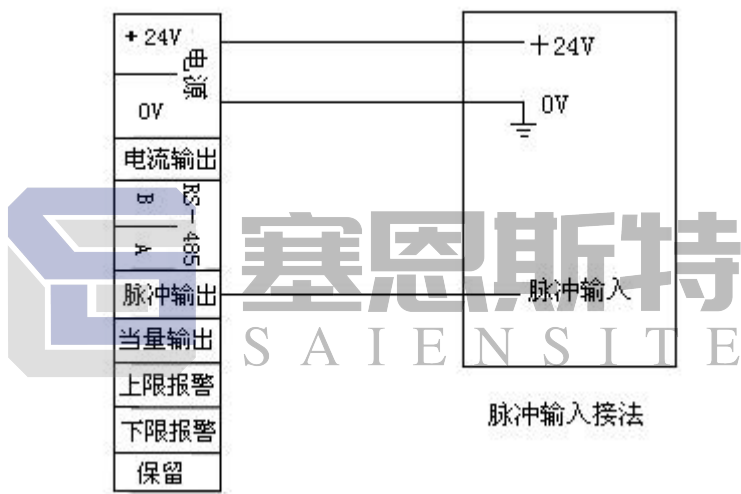 +24V
电源
0V
电流输出
B
RS-485
A
脉冲输出
当量输出
上限报警
下限报警
保留
+24V
0V
脉冲输入
脉冲输入接法
塞恩斯特
SAIENSITE